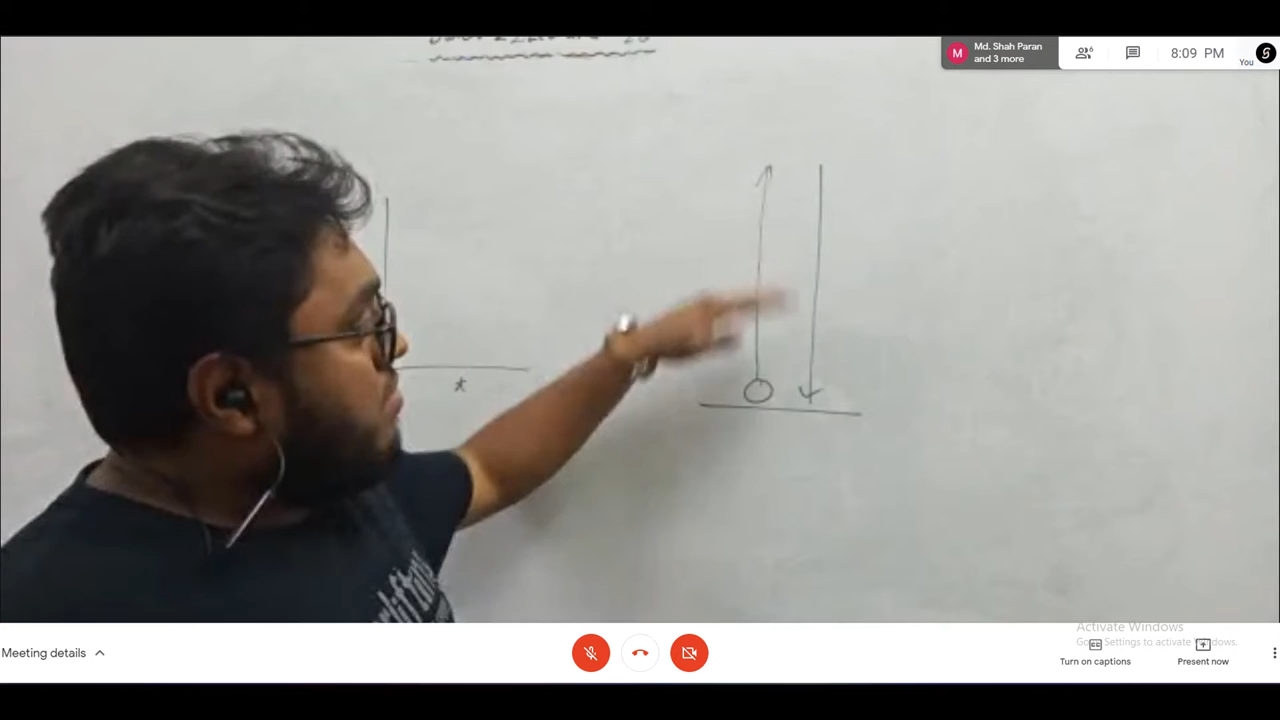 Md. Shah Paran
and 3 more
M
6
8:09 PM
You
x
Meeting details
Activate Windows
Go to Settings to activate Windows.
Turn on captions
Present now